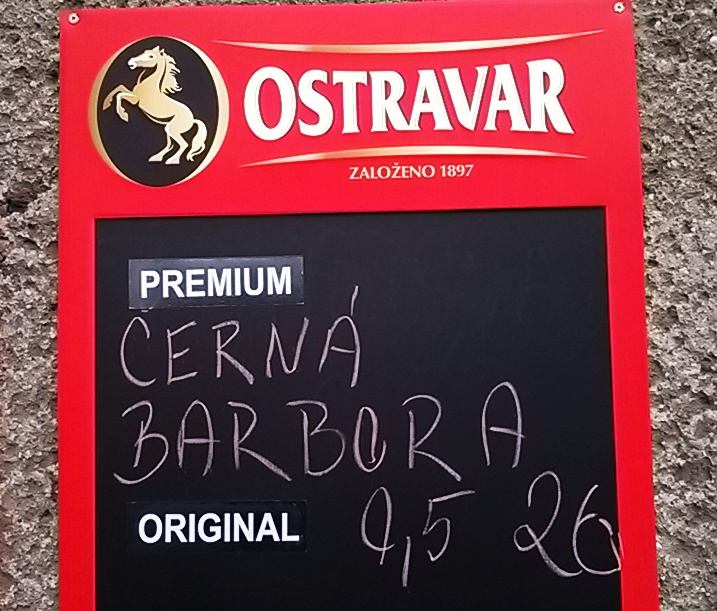 OSTRAVAR
ZALOŽENO 1897
PREMIUM
ČERNÁ
BARBORA
ORIGINAL 0,5 26